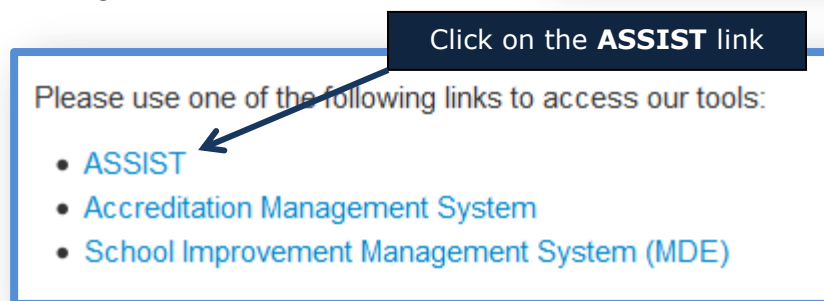 Click on the ASSIST link
Please use one of the following links to access our tools:
• ASSIST
• Accreditation Management System
• School Improvement Management System (MDE)